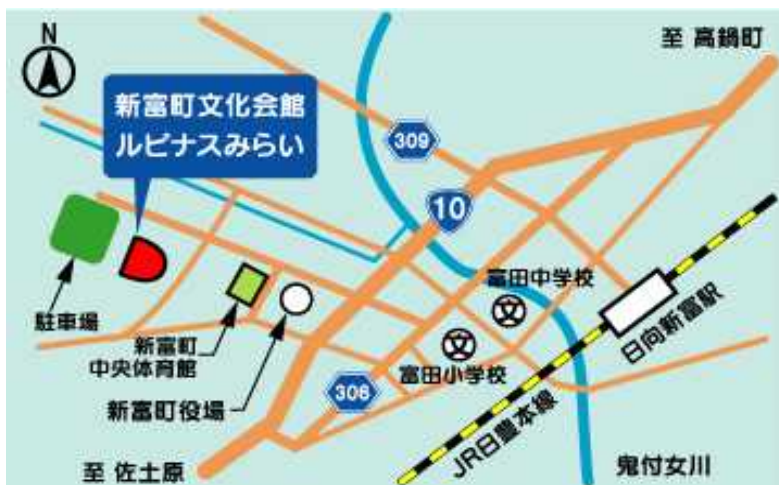 N
至 高鍋町
新富町文化会館
ルピナスみらい
309
10
富田中学校
駐車場
新富町
中央体育館
日向新富駅
富田小学校
306
新富町役場
JR日豊本線
至 佐土原
鬼付女川